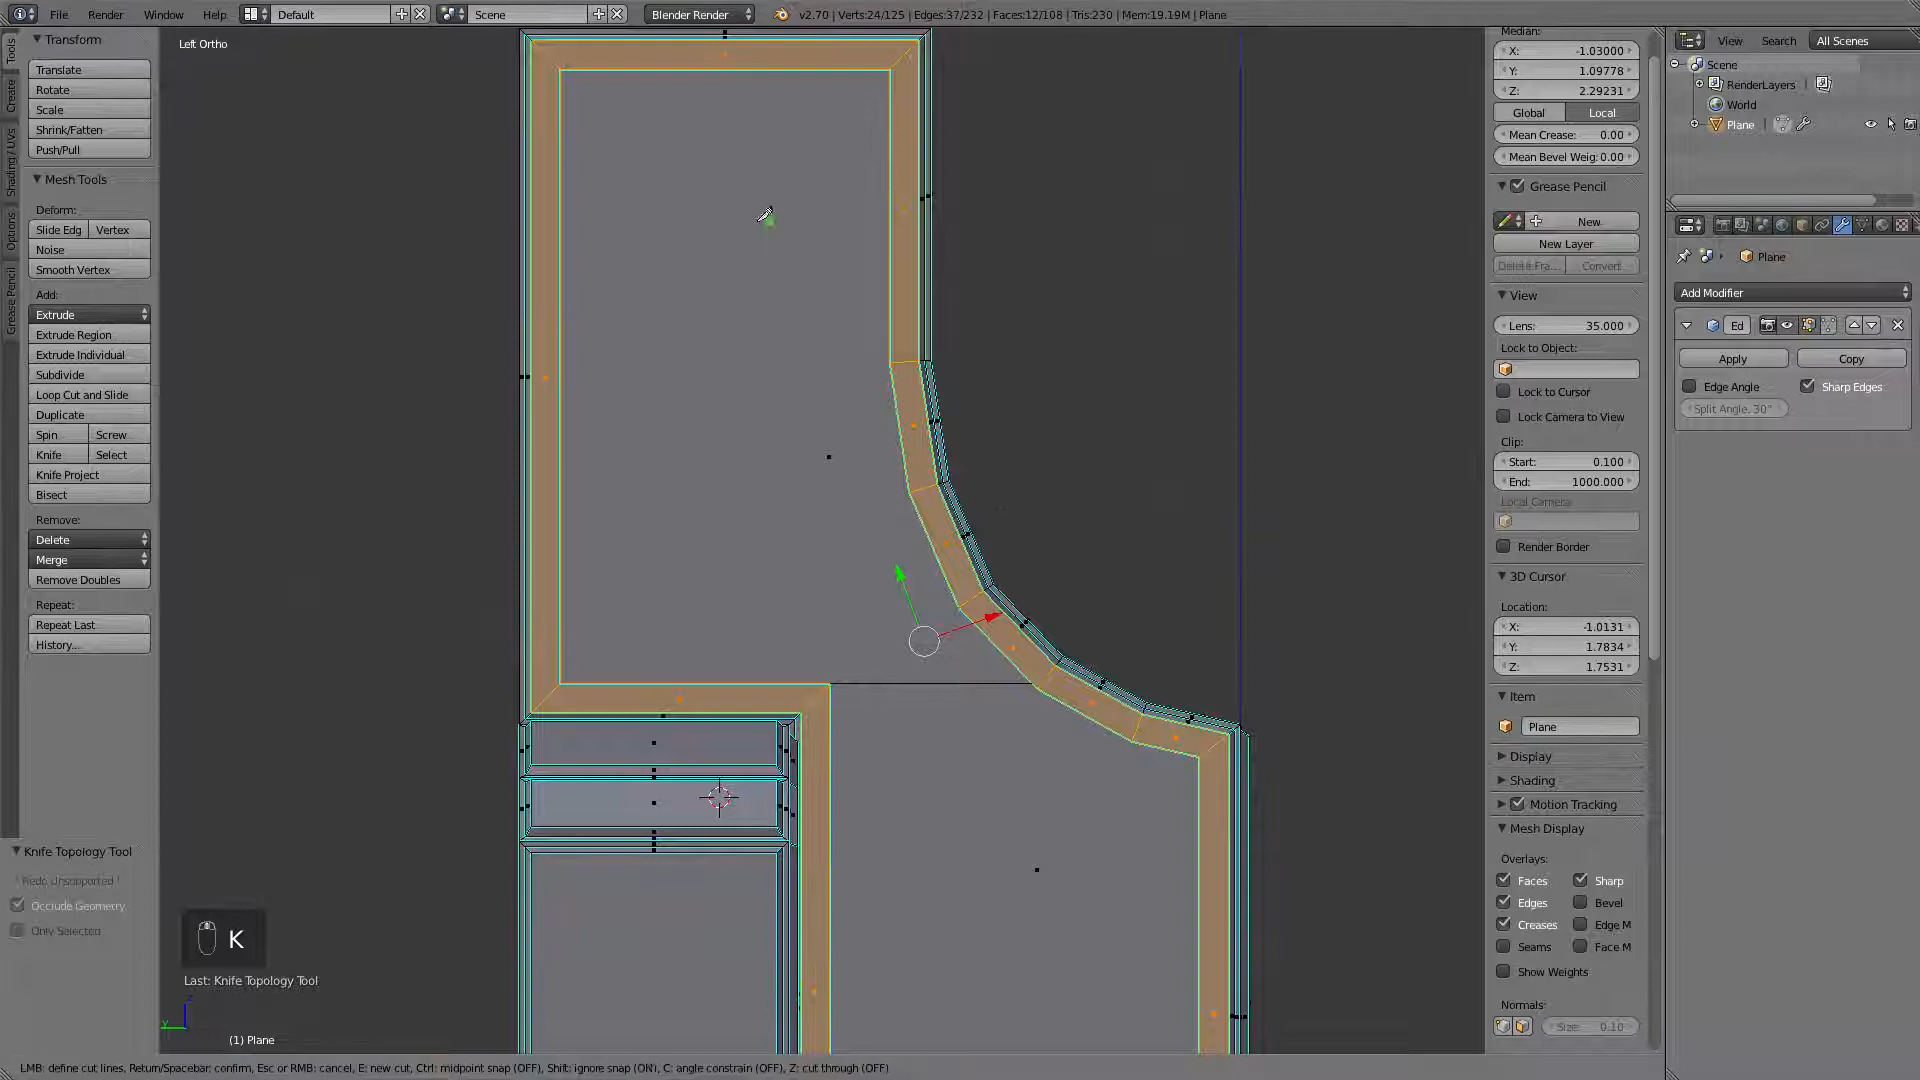 File Render Window Help Default Scene Blender Render v2.70 | Verts:24/125 | Edges:37/232 | Faces:12/108 | Tris:230 | Mem:19.19M | Plane
Tools
Create
Shading / UVs
Options
Grease Pencil
Transform
Translate
Rotate
Scale
Shrink/Fatten
Push/Pull
Mesh Tools
Deform:
Slide Edg Vertex
Noise
Smooth Vertex
Add:
Extrude
Extrude Region
Extrude Individual
Subdivide
Loop Cut and Slide
Duplicate
Spin Screw
Knife Select
Knife Project
Bisect
Remove:
Delete
Merge
Remove Doubles
Repeat:
Repeat Last
History...
Knife Topology Tool
! Redo Unsupported !
Occlude Geometry
Only Selected
Left Ortho
K
Last: Knife Topology Tool
(1) Plane
LMB: define cut lines, Return/Spacebar: confirm, Esc or RMB: cancel, E: new cut, Ctrl: midpoint snap (OFF), Shift: ignore snap (ON), C: angle constrain (OFF), Z: cut through (OFF)
Median:
X: -1.03000
Y: 1.09778
Z: 2.29231
Global Local
Mean Crease: 0.00
Mean Bevel Weig: 0.00
Grease Pencil
New
New Layer
Delete Fra... Convert
View
Lens: 35.000
Lock to Object:
Lock to Cursor
Lock Camera to View
Clip:
Start: 0.100
End: 1000.000
Local Camera
Render Border
3D Cursor
Location:
X: -1.0131
Y: 1.7834
Z: 1.7531
Item
Plane
Display
Shading
Motion Tracking
Mesh Display
Overlays:
Faces Sharp
Edges Bevel
Creases Edge M
Seams Face M
Show Weights
Normals:
Size: 0.10
View Search All Scenes
Scene
RenderLayers |
World
Plane |
Plane
Add Modifier
Ed
Apply Copy
Edge Angle Sharp Edges
Split Angle: 30°